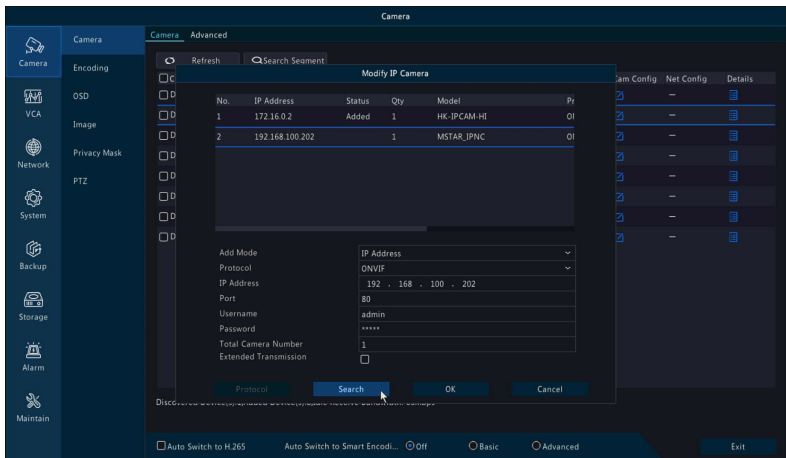 Camera
Camera Advanced
Camera
Camera
Refresh Search Segment
Modify IP Camera
Encoding
Cam Config Net Config Details
No. IP Address Status Qty Model Pr
OSD
VCA
1 172.16.0.2 Added 1 HK-IPCAM-HI
Image
2 192.168.100.202 1 MSTAR_IPNC
Privacy Mask
Network
PTZ
System
Add Mode IP Address
Backup
Protocol ONVIF
IP Address 192 . 168 . 100 . 202
Port 80
Storage
Username admin
Password *****
Total Camera Number 1
Extended Transmission
Alarm
Protocol Search OK Cancel
Maintain
Auto Switch to H.265 Auto Switch to Smart Encodi... Off Basic Advanced Exit